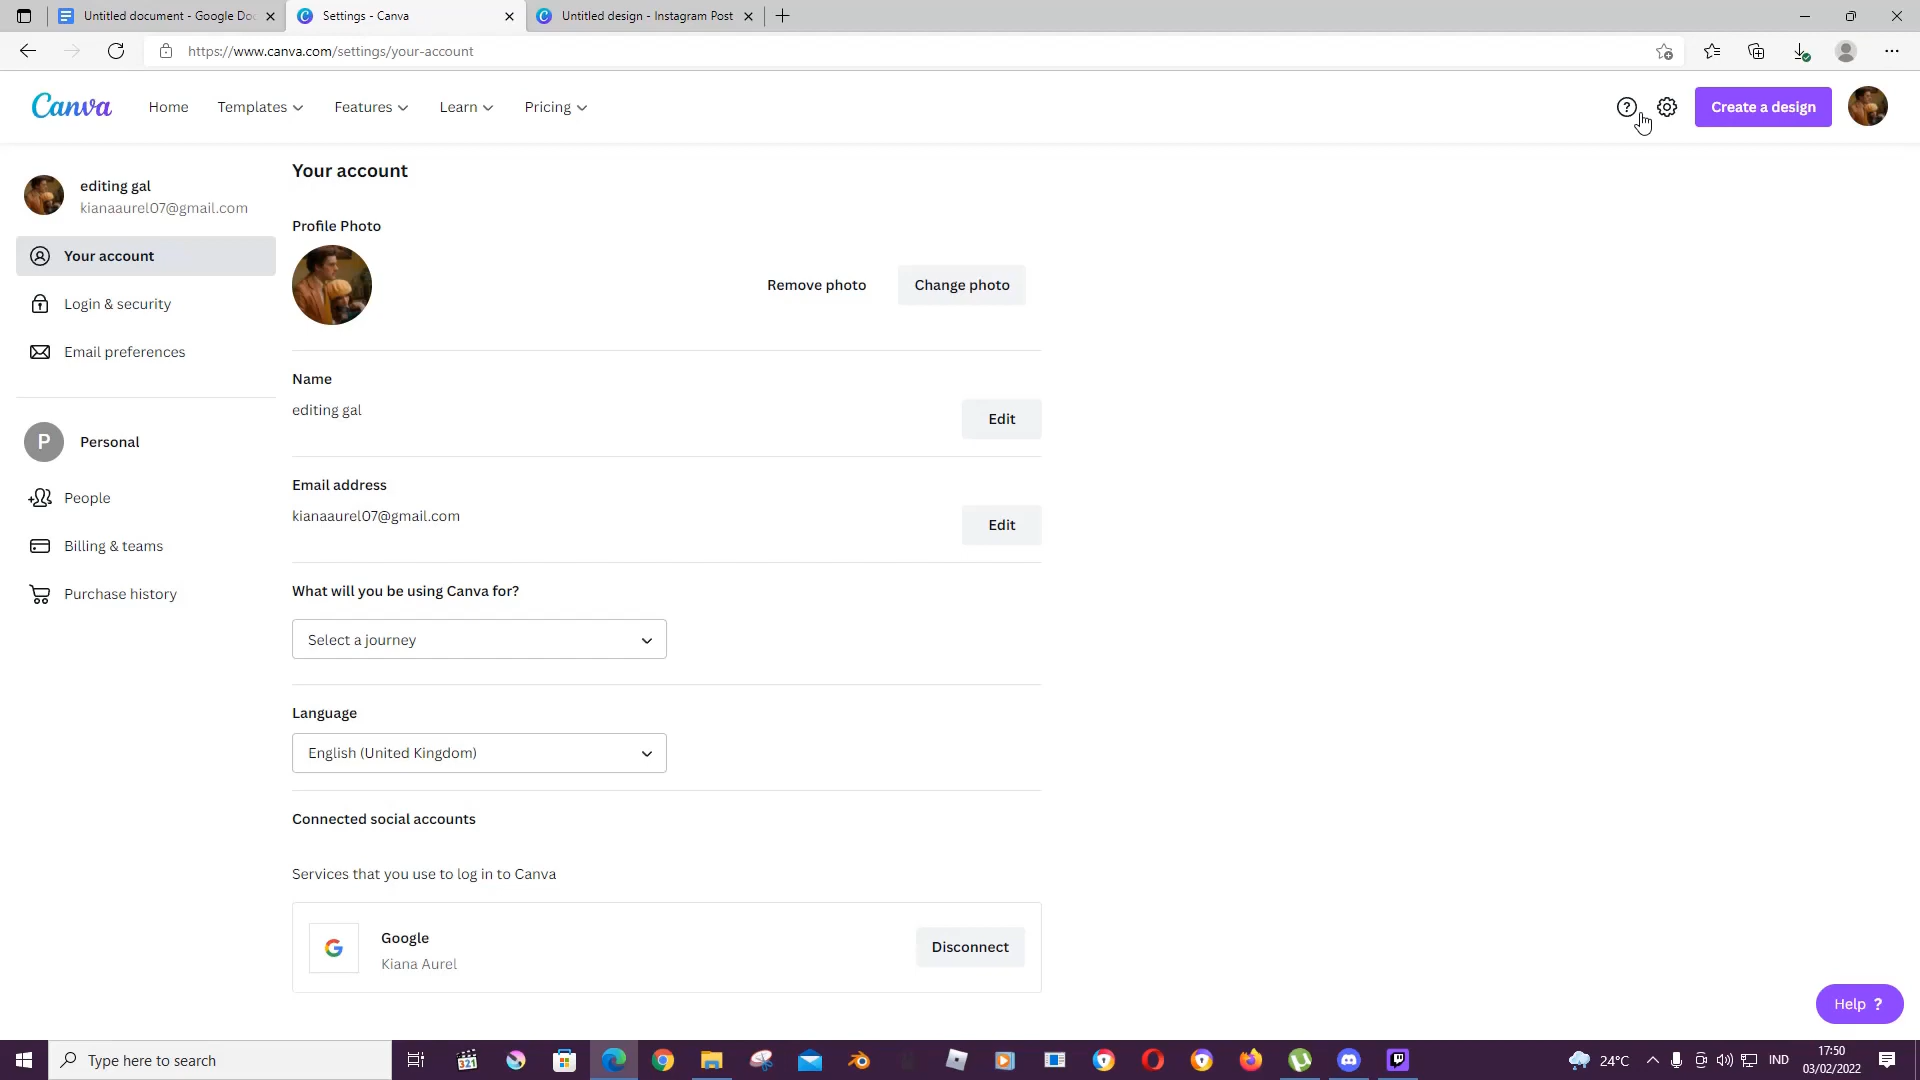 Untitled document - Google Do
Settings - Canva
Untitled design - Instagram Post
https://www.canva.com/settings/your-account
Canva
Home
Templates
Features
Learn
Pricing
?
Create a design
editing gal
kianaaurel07@gmail.com
Your account
Login & security
Email preferences
P
Personal
People
Billing & teams
Purchase history
Your account
Profile Photo
Remove photo
Change photo
Name
editing gal
Edit
Email address
kianaaurel07@gmail.com
Edit
What will you be using Canva for?
Select a journey
Language
English (United Kingdom)
Connected social accounts
Services that you use to log in to Canva
G
Google
Kiana Aurel
Disconnect
Help ?
Type here to search
321
24°C
IND
17:50
03/02/2022